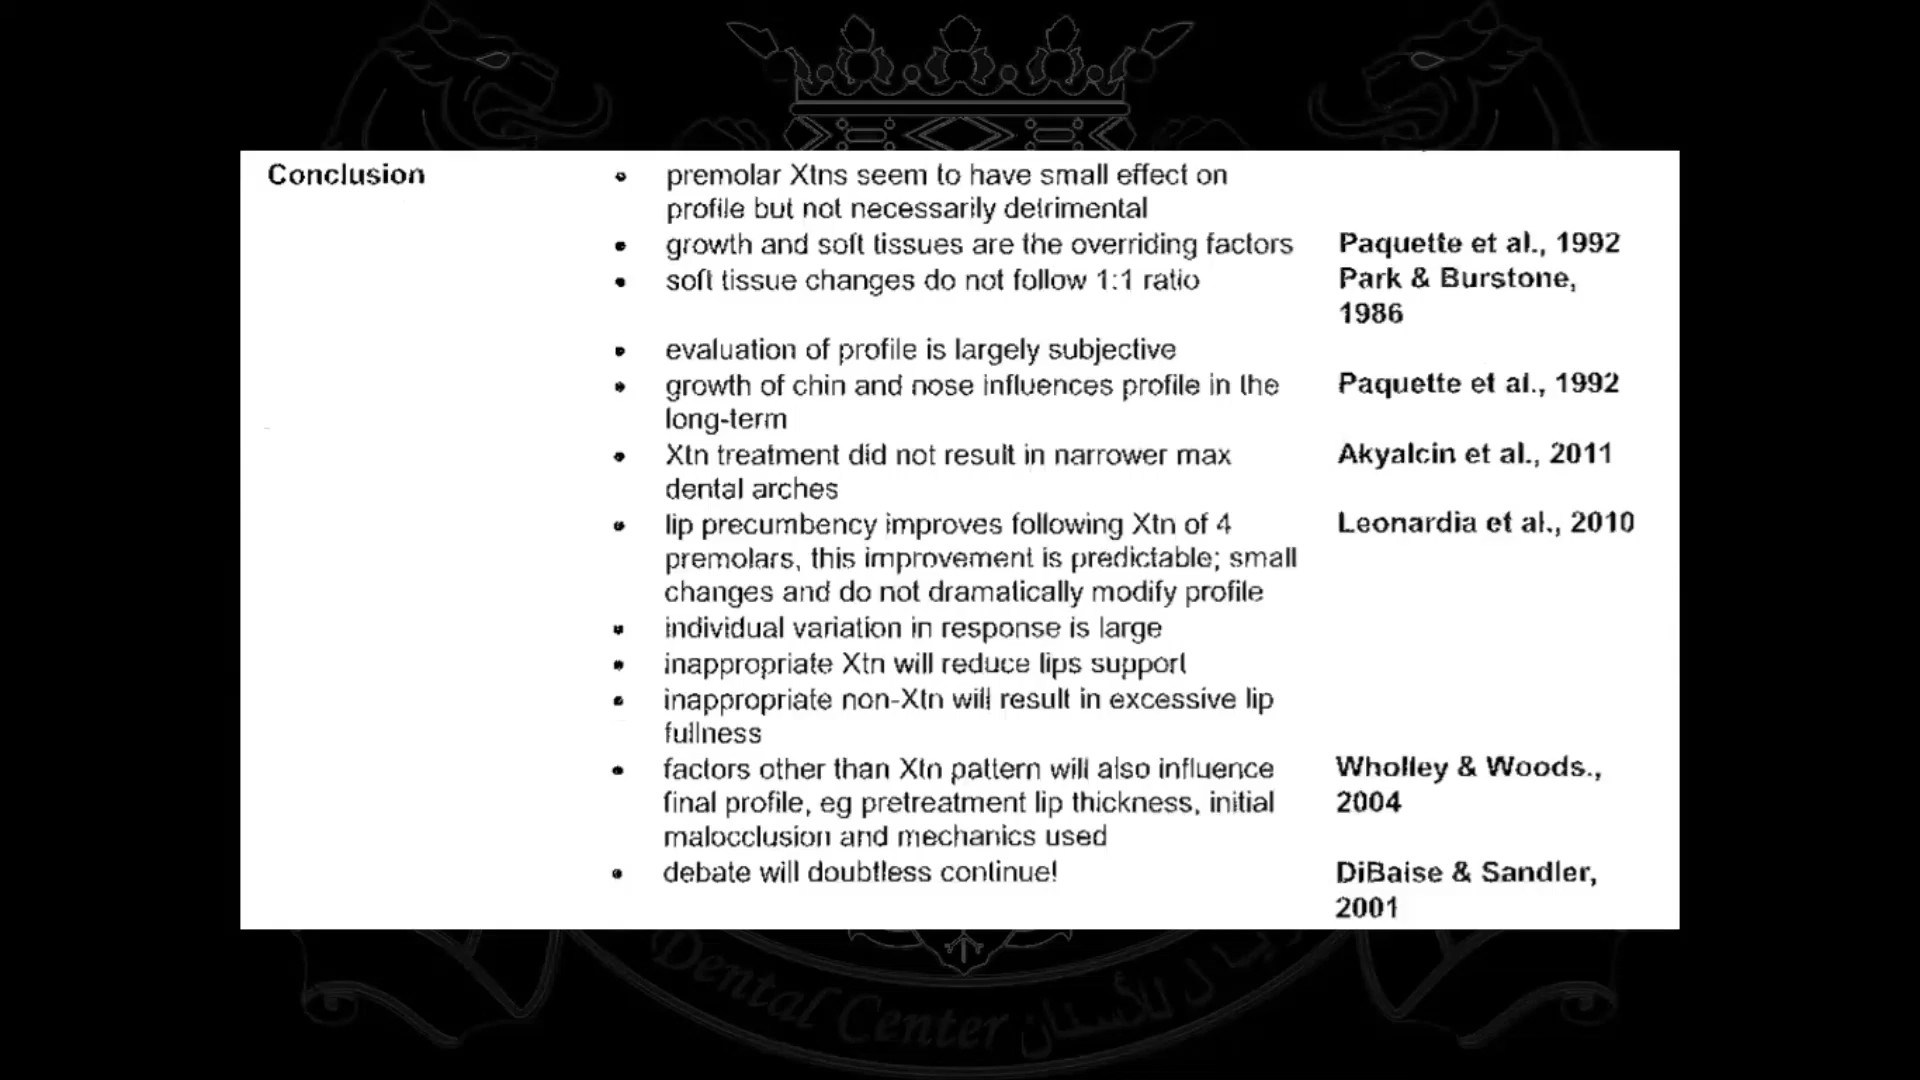 Conclusion
• premolar Xtns seem to have small effect on
profile but not necessarily detrimental
• growth and soft tissues are the overriding factors Paquette et al., 1992
• soft tissue changes do not follow 1:1 ratio Park & Burstone,
1986
• evaluation of profile is largely subjective
• growth of chin and nose influences profile in the Paquette et al., 1992
long-term
• Xtn treatment did not result in narrower max Akyalcin et al., 2011
dental arches
• lip precumbency improves following Xtn of 4 Leonardia et al., 2010
premolars, this improvement is predictable; small
changes and do not dramatically modify profile
• individual variation in response is large
• inappropriate Xtn will reduce lips support
• inappropriate non-Xtn will result in excessive lip
fullness
• factors other than Xtn pattern will also influence Wholley & Woods.,
final profile, eg pretreatment lip thickness, initial 2004
malocclusion and mechanics used
• debate will doubtless continue! DiBaise & Sandler,
2001
Dental Center للأسنان